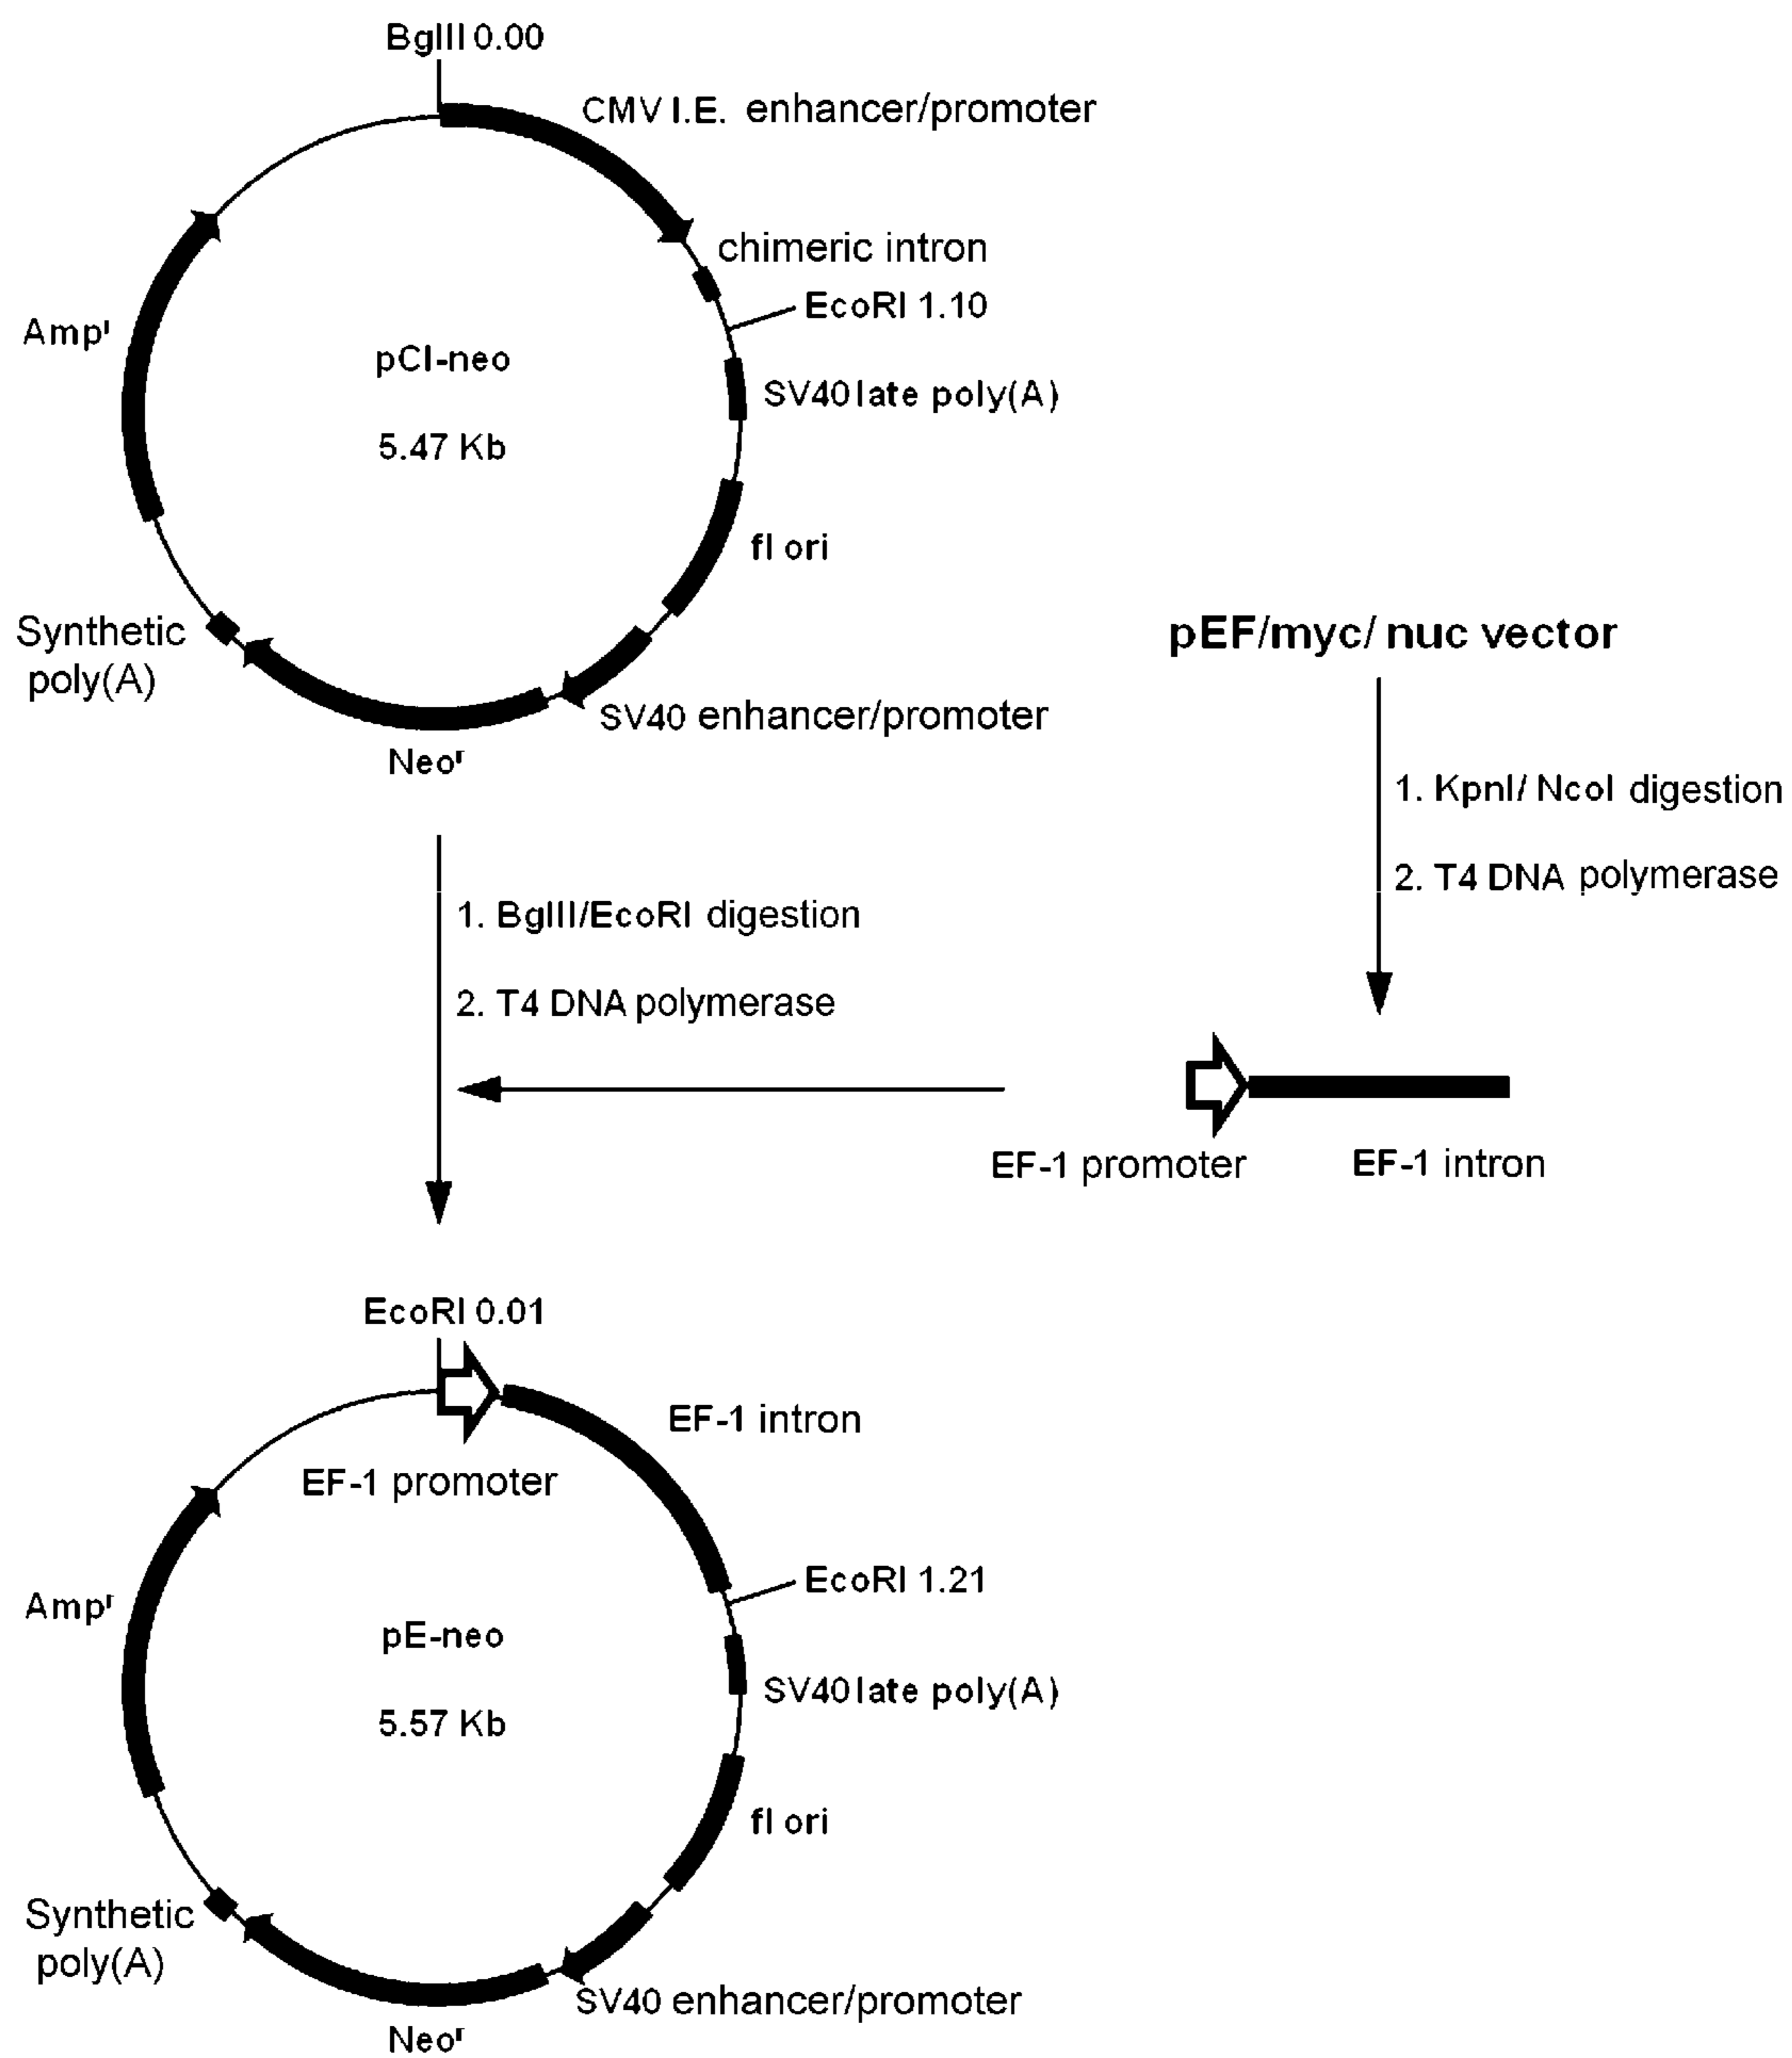 BglII 0.00
CMV I.E. enhancer/promoter
chimeric intron
EcoRI 1.10
Ampʳ
pCI-neo
5.47 Kb
SV40 late poly(A)
fI ori
Synthetic
poly(A)
SV40 enhancer/promoter
Neoʳ
pEF/myc/ nuc vector
1. KpnI/ NcoI digestion
2. T4 DNA polymerase
1. BglII/EcoRI digestion
2. T4 DNA polymerase
EF-1 promoter
EF-1 intron
EcoRI 0.01
EF-1 intron
EF-1 promoter
EcoRI 1.21
Ampʳ
pE-neo
5.57 Kb
SV40 late poly(A)
fI ori
Synthetic
poly(A)
SV40 enhancer/promoter
Neoʳ